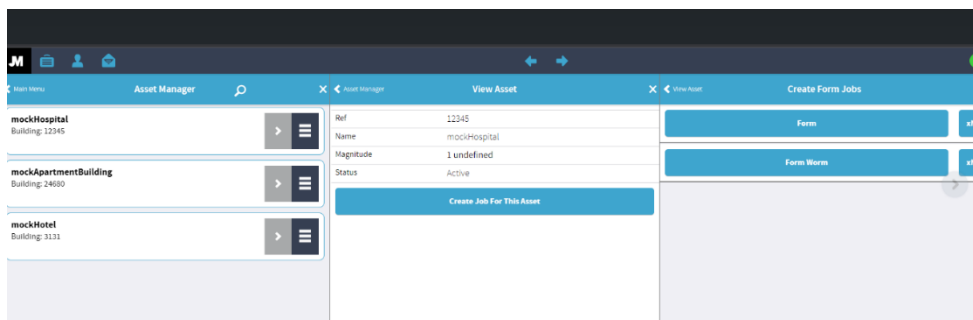 JM
Main Menu
Asset Manager
mockHospital
Building: 12345
mockApartmentBuilding
Building: 24680
mockHotel
Building: 3131
Asset Manager
View Asset
Ref 12345
Name mockHospital
Magnitude 1 undefined
Status Active
Create Job For This Asset
View Asset
Create Form Jobs
Form
Form Worm